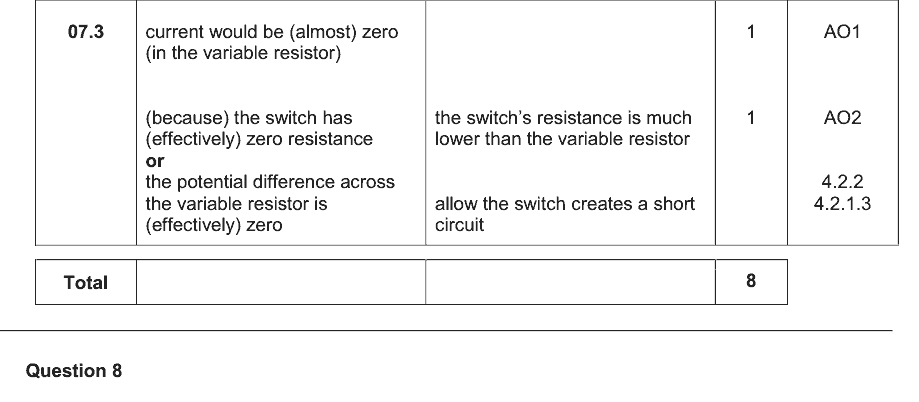 07.3 current would be (almost) zero 1 AO1
(in the variable resistor)
(because) the switch has the switch's resistance is much 1 AO2
(effectively) zero resistance lower than the variable resistor
or
the potential difference across 4.2.2
the variable resistor is allow the switch creates a short 4.2.1.3
(effectively) zero circuit
Total 8
Question 8